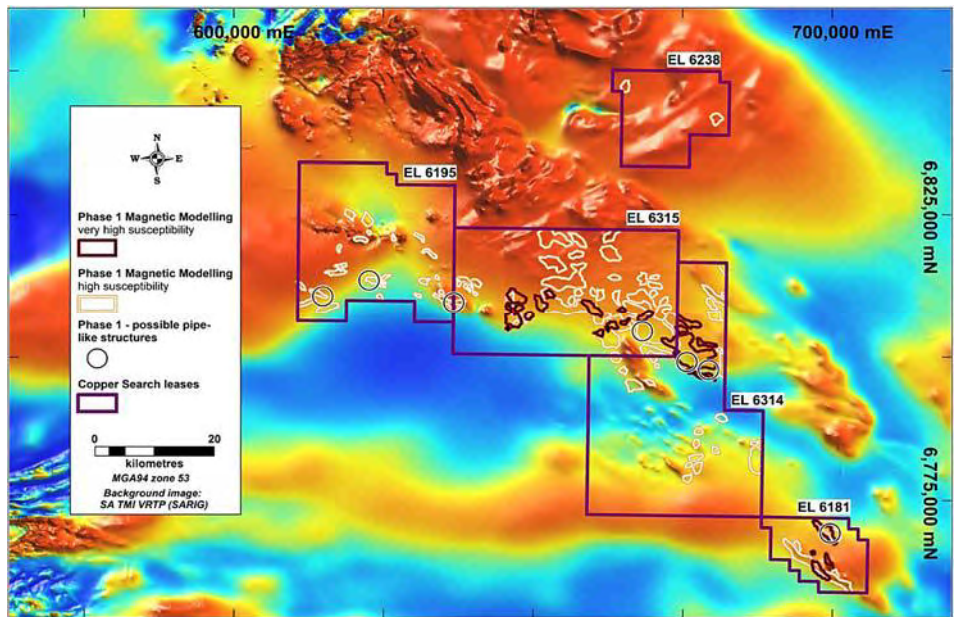 600,000 mE
700,000 mE
EL 6238
EL 6195
EL 6315
6,825,000 mN
EL 6314
6,775,000 mN
EL 6181
N
W E
S
Phase 1 Magnetic Modelling
very high susceptibility
Phase 1 Magnetic Modelling
high susceptibility
Phase 1 - possible pipe-
like structures
Copper Search leases
0 20
kilometres
MGA94 zone 53
Background image:
SA TMI VRTP (SARIG)